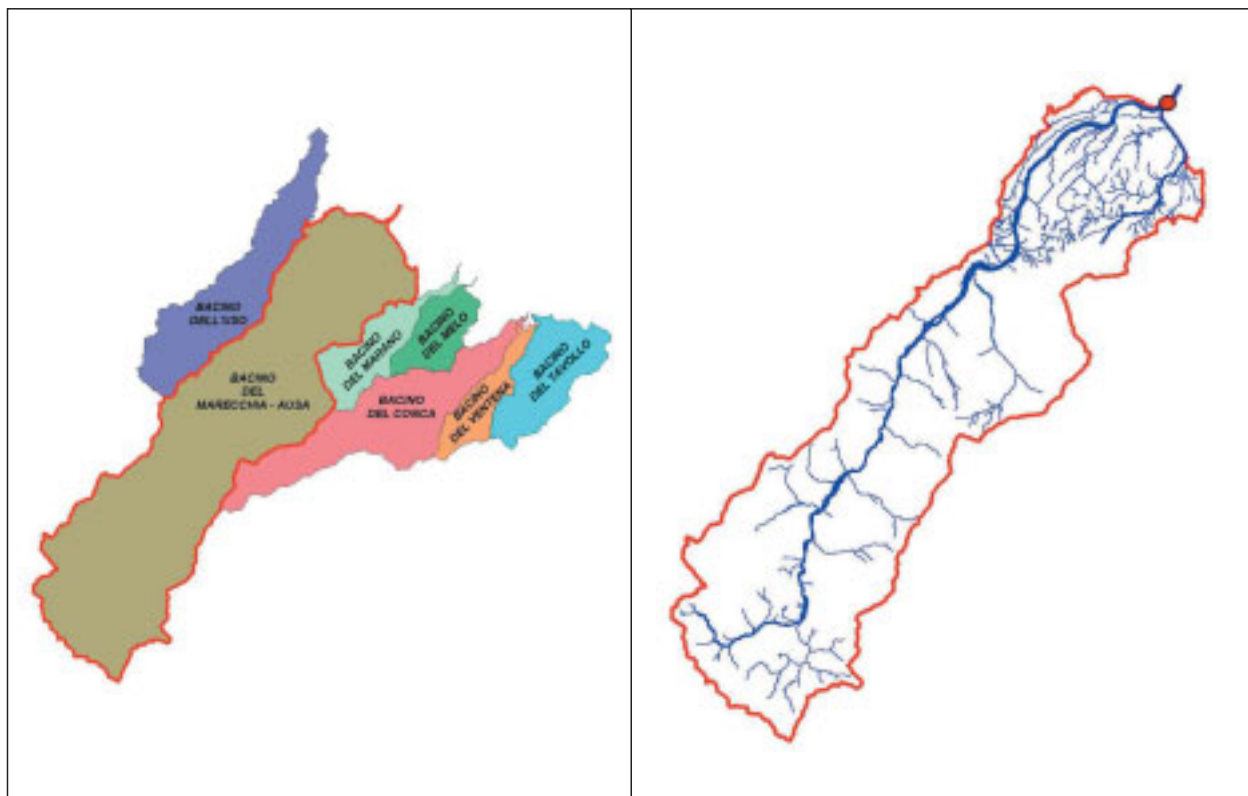 BACINO
DELL'USO
BACINO
DEL
MARECCHIA - AUSA
BACINO
DEL MARANO
BACINO
DEL MELO
BACINO
DEL CONCA
BACINO
DEL VENTENA
BACINO
DEL TAVOLLO